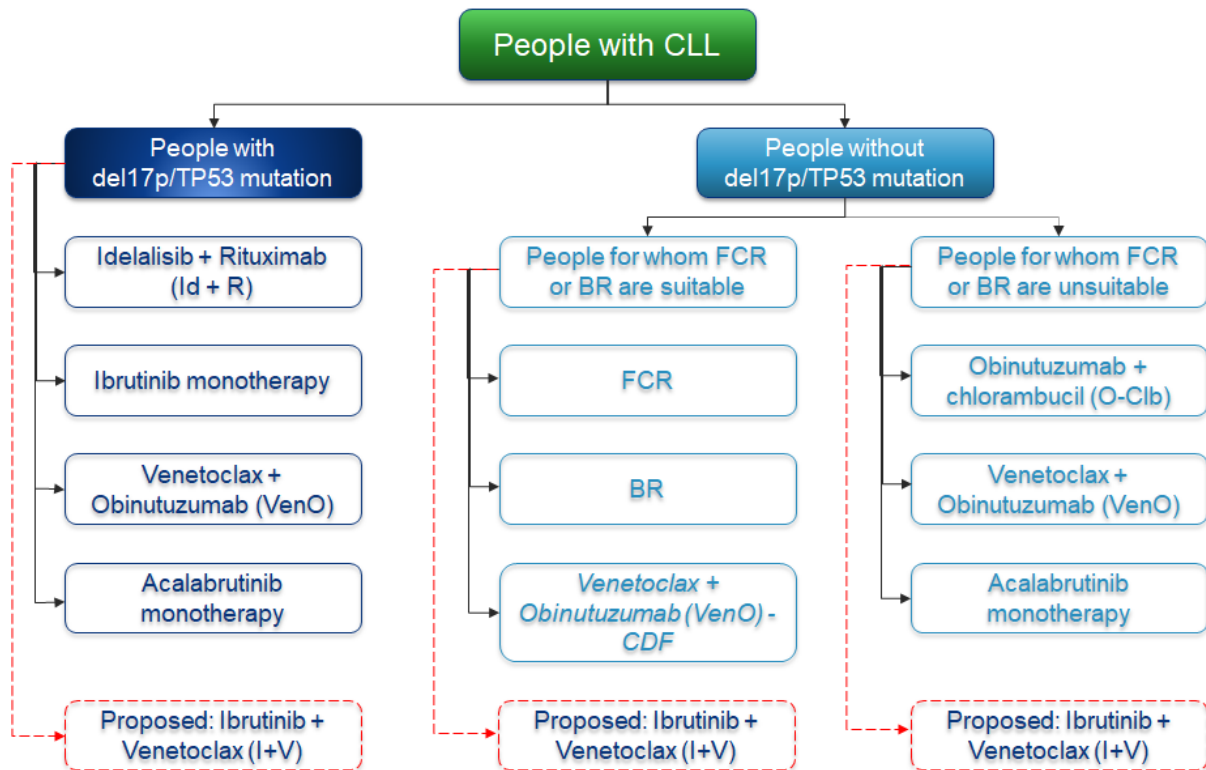 People with CLL
People with
del17p/TP53 mutation
People without
del17p/TP53 mutation
Idelalisib + Rituximab
(Id + R)
Ibrutinib monotherapy
Venetoclax +
Obinutuzumab (VenO)
Acalabrutinib
monotherapy
Proposed: Ibrutinib +
Venetoclax (I+V)
People for whom FCR
or BR are suitable
FCR
BR
Venetoclax +
Obinutuzumab (VenO) -
CDF
Proposed: Ibrutinib +
Venetoclax (I+V)
People for whom FCR
or BR are unsuitable
Obinutuzumab +
chlorambucil (O-Clb)
Venetoclax +
Obinutuzumab (VenO)
Acalabrutinib
monotherapy
Proposed: Ibrutinib +
Venetoclax (I+V)